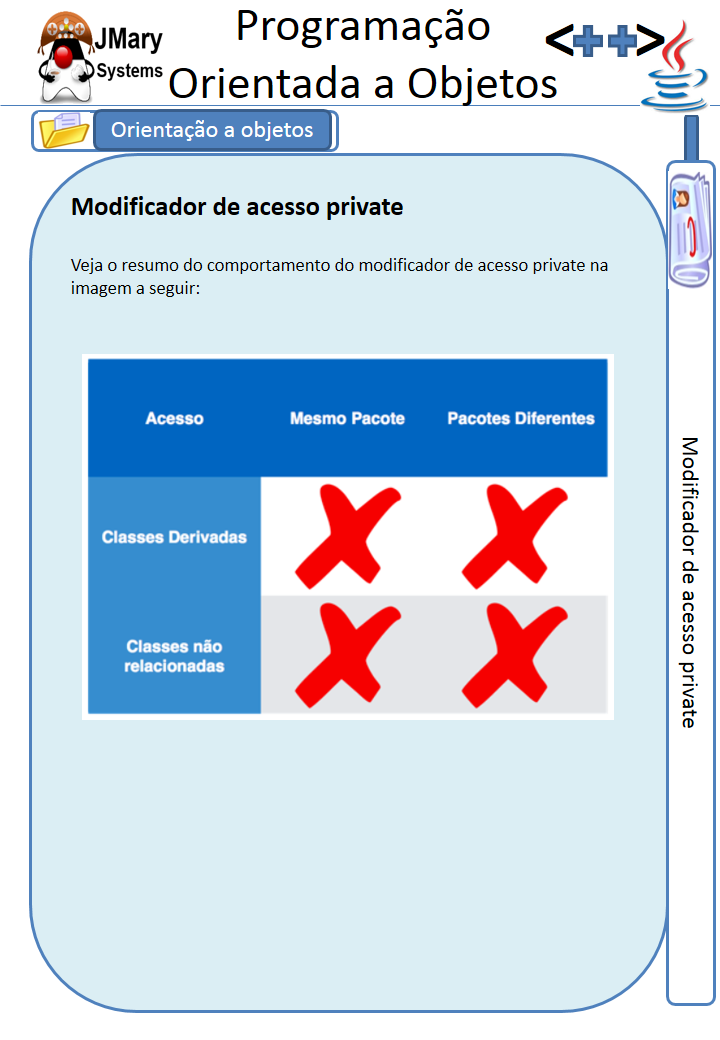 JMary
Systems
Programação
Orientada a Objetos
<++>
Orientação a objetos
Modificador de acesso private
Veja o resumo do comportamento do modificador de acesso private na
imagem a seguir:
Acesso
Mesmo Pacote
Pacotes Diferentes
Classes Derivadas
Classes não
relacionadas
Modificador de acesso private